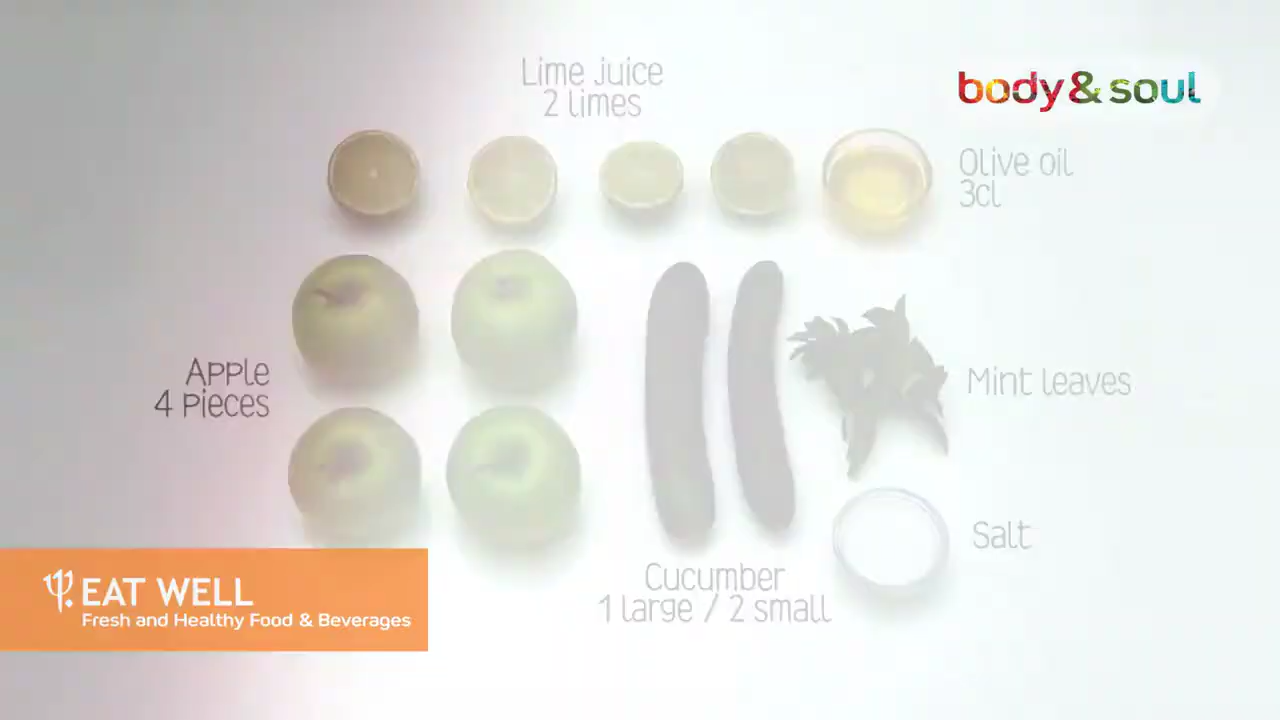 Lime juice
2 limes
body & soul
Olive oil
3cl
Apple
4 Pieces
Mint leaves
Salt
Cucumber
1 large / 2 small
EAT WELL
Fresh and Healthy Food & Beverages